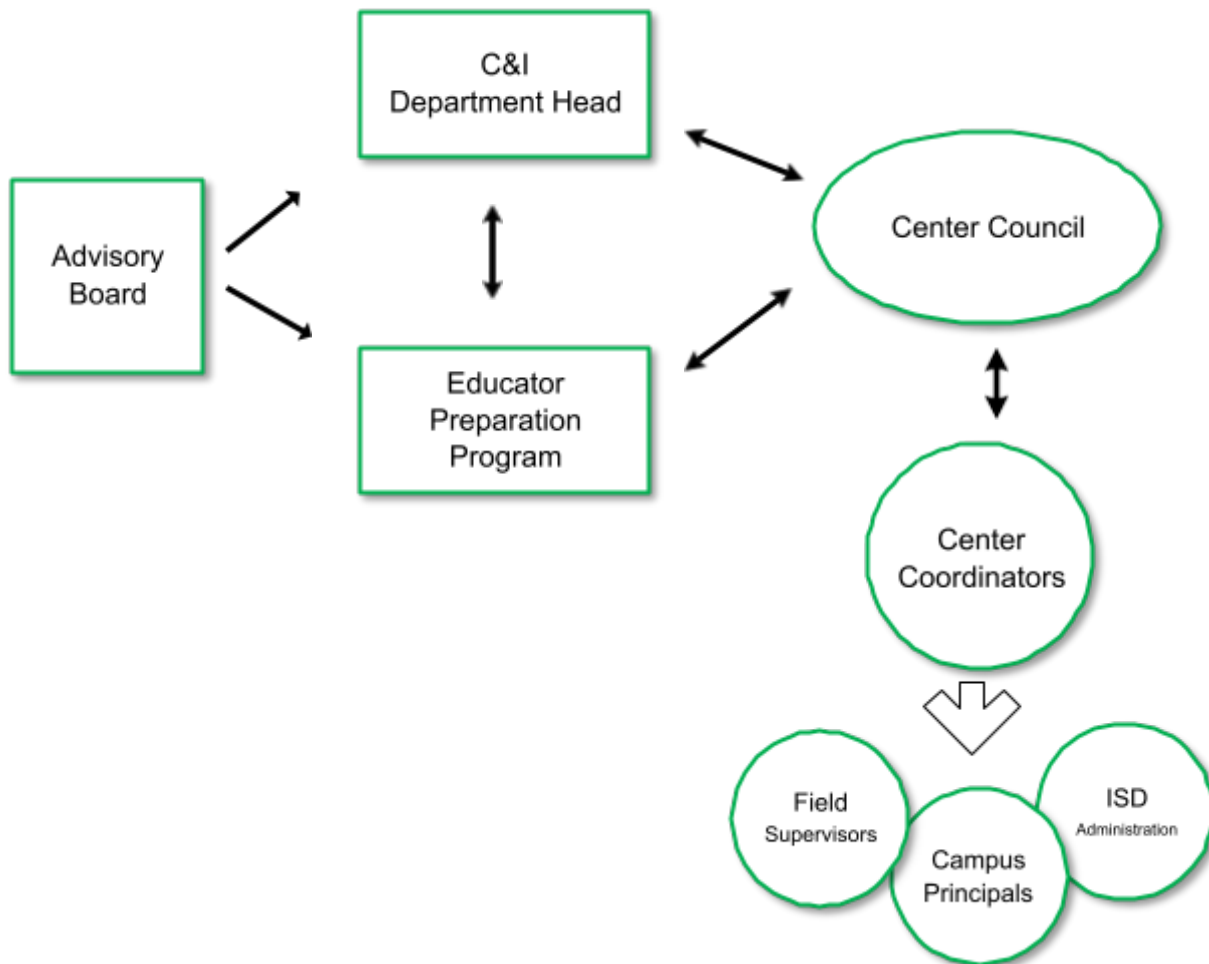 C&I
Department Head
Advisory
Board
Center Council
Educator
Preparation
Program
Center
Coordinators
Field
Supervisors
Campus
Principals
ISD
Administration